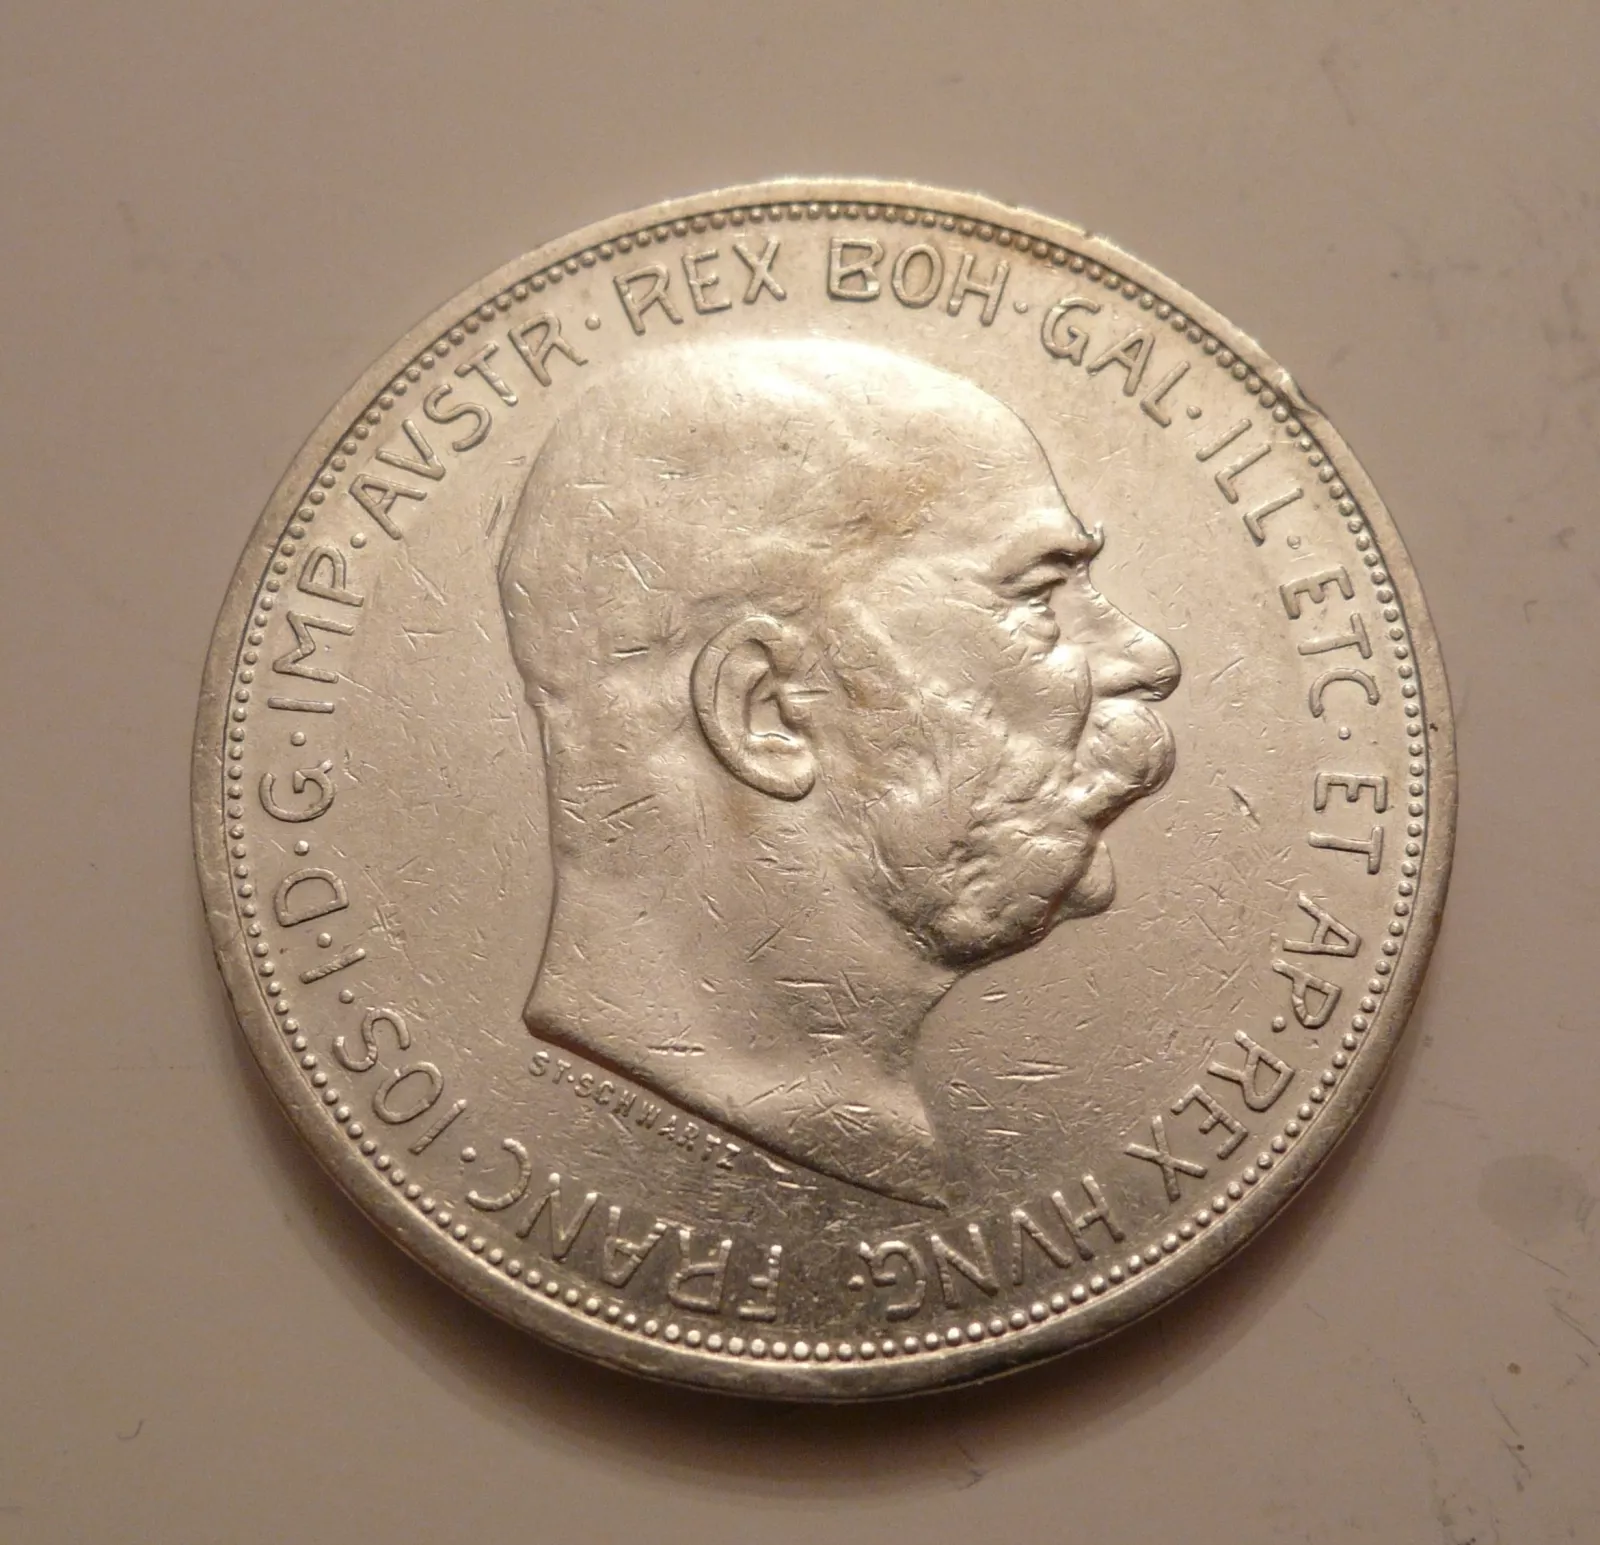 FRANC·IOS·I·D·G·IMP·AVSTR·REX BOH·GAL·ILL·ETC·ET AP·REX HVNG·
ST·SCHWARTZ